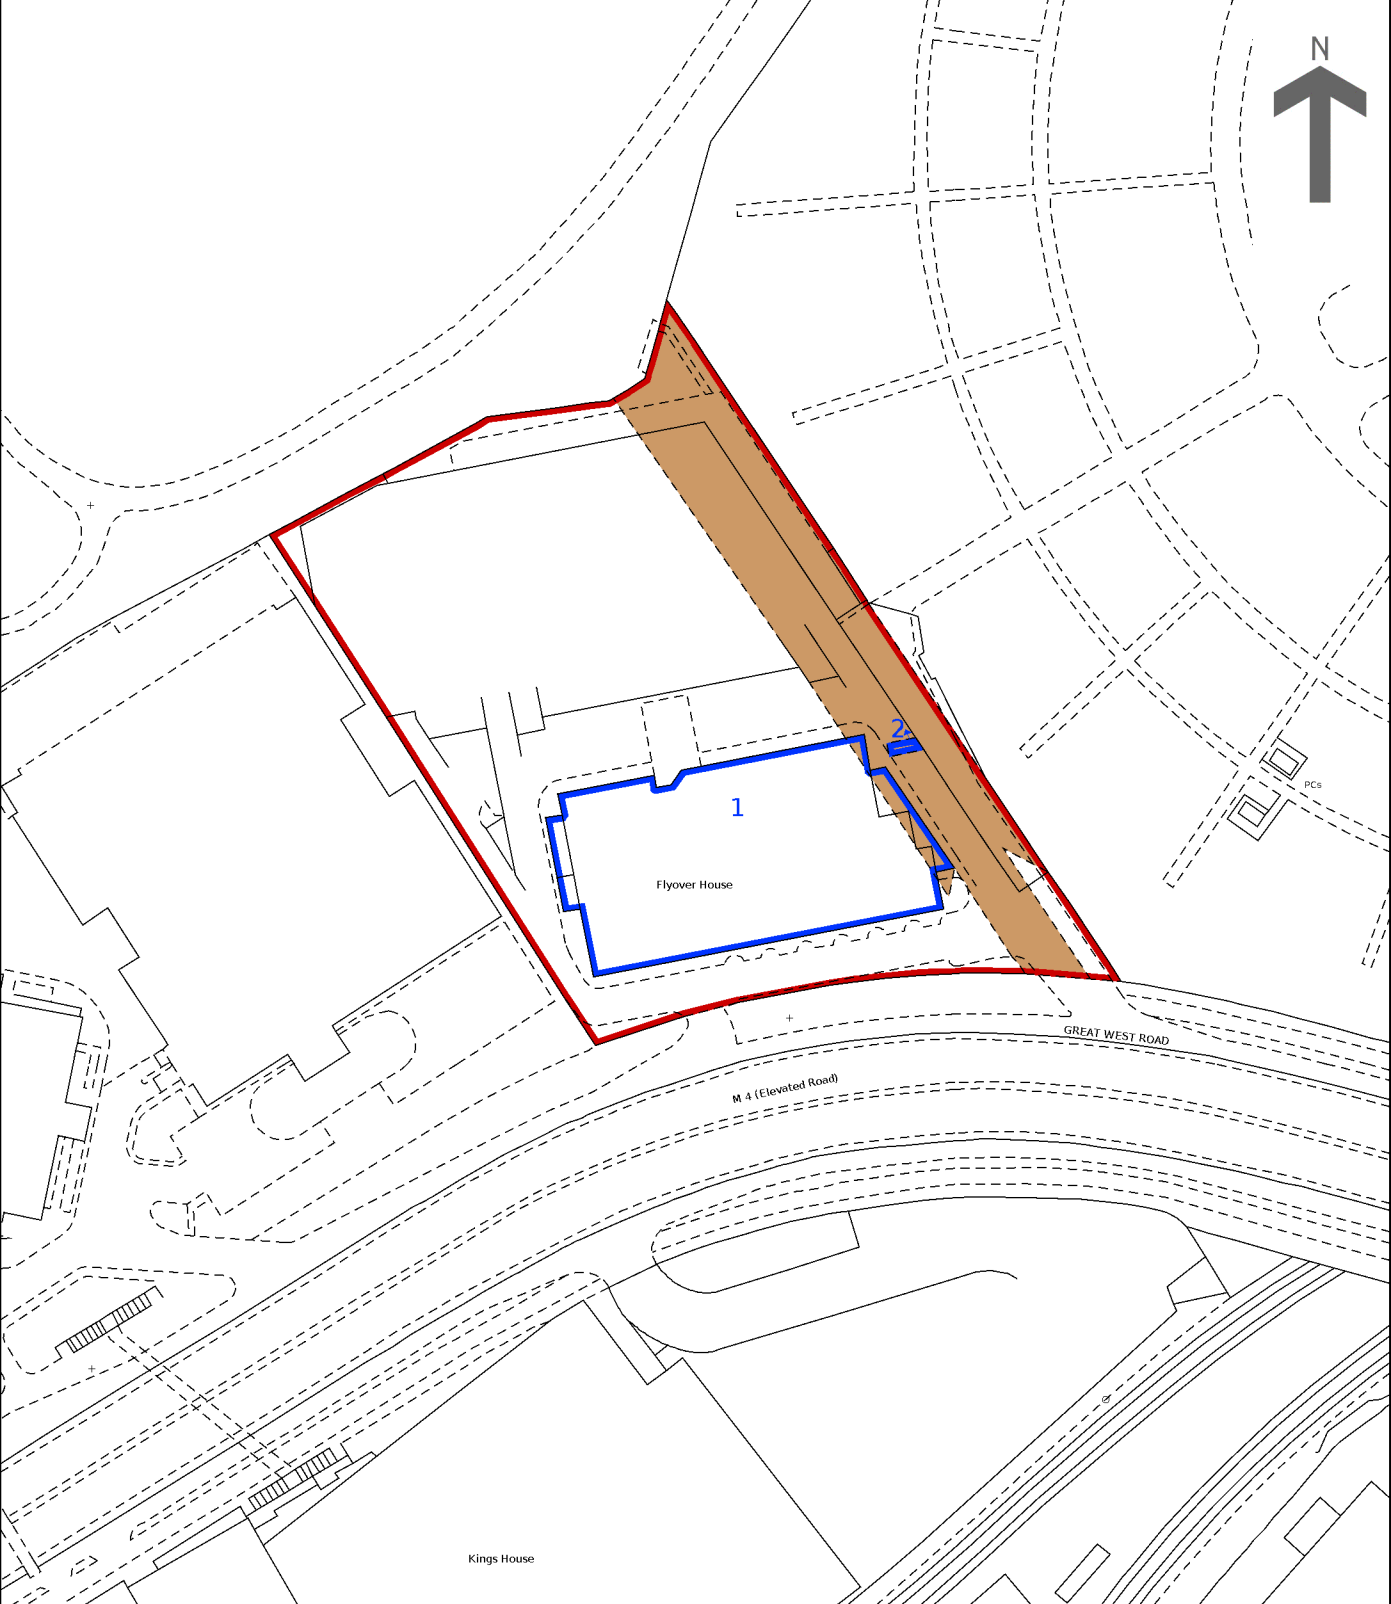 N
2
PCs
1
Flyover House
GREAT WEST ROAD
M 4 (Elevated Road)
Kings House